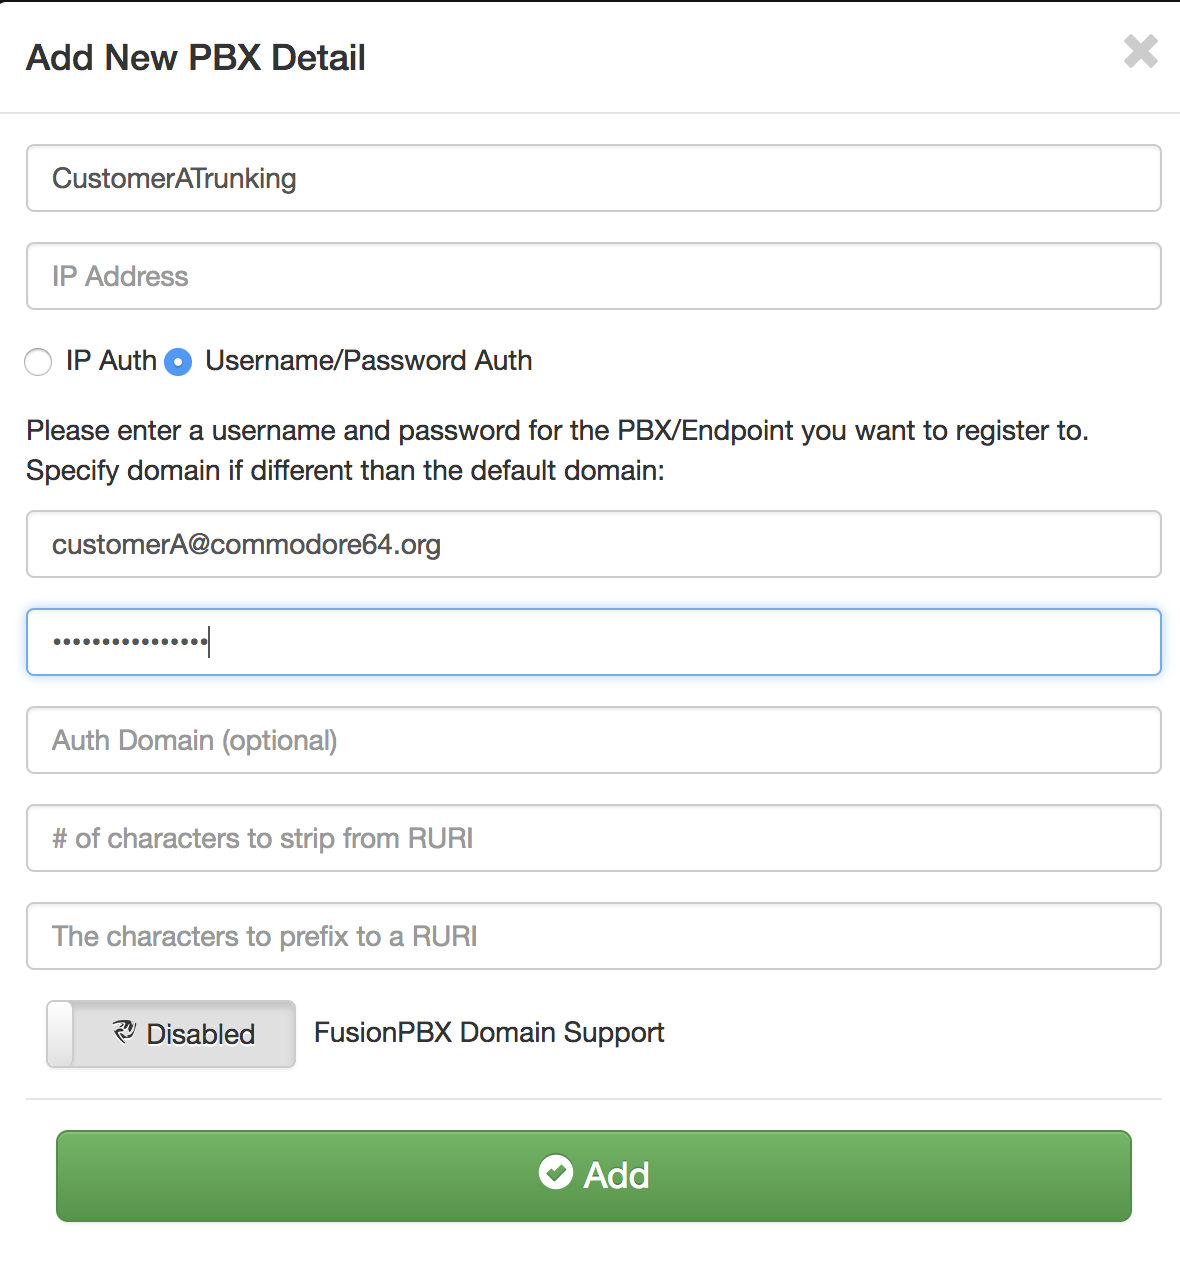 Add New PBX Detail
CustomerATrunking
IP Address
IP Auth Username/Password Auth
Please enter a username and password for the PBX/Endpoint you want to register to.
Specify domain if different than the default domain:
customerA@commodore64.org
••••••••••••••••
Auth Domain (optional)
# of characters to strip from RURI
The characters to prefix to a RURI
Disabled FusionPBX Domain Support
Add